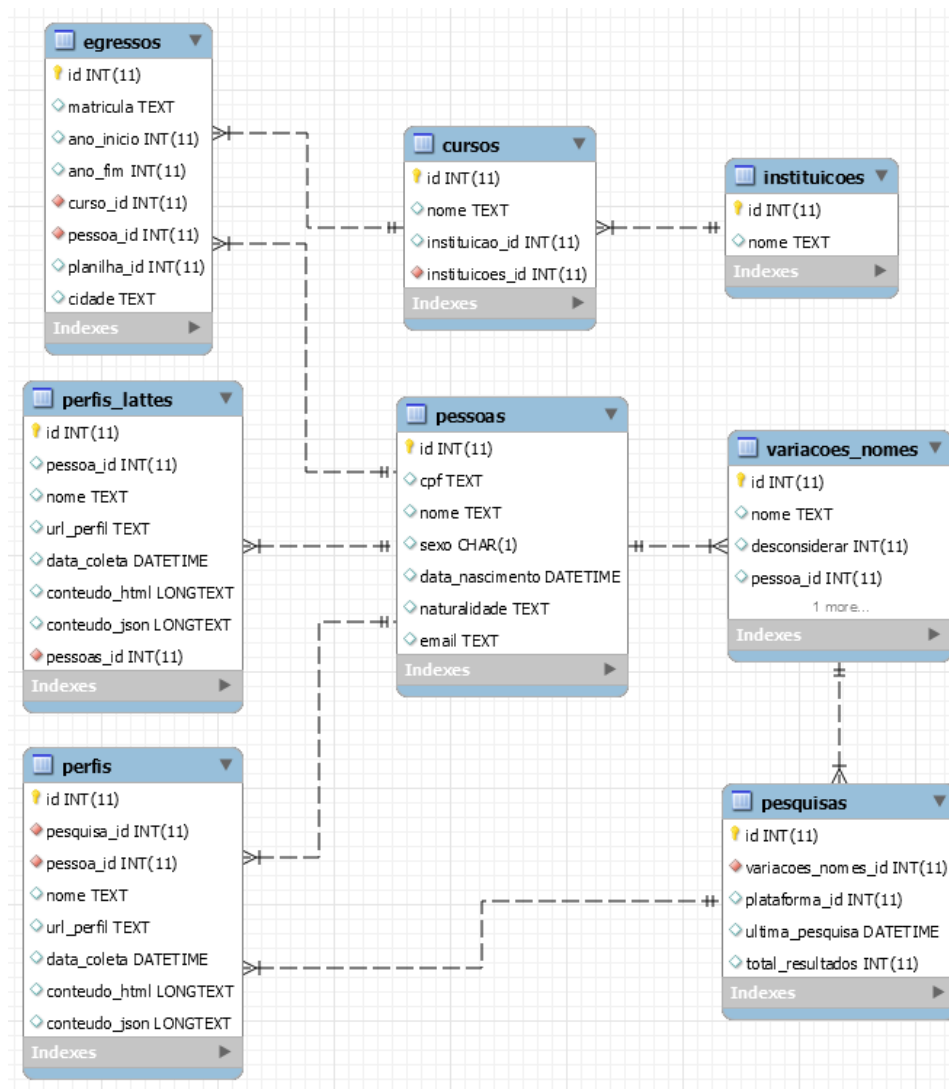 egressos
id INT(11)
matricula TEXT
ano_inicio INT(11)
ano_fim INT(11)
curso_id INT(11)
pessoa_id INT(11)
planilha_id INT(11)
cidade TEXT
Indexes
cursos
id INT(11)
nome TEXT
instituicao_id INT(11)
instituicoes_id INT(11)
Indexes
instituicoes
id INT(11)
nome TEXT
Indexes
perfis_lattes
id INT(11)
pessoa_id INT(11)
nome TEXT
url_perfil TEXT
data_coleta DATETIME
conteudo_html LONGTEXT
conteudo_json LONGTEXT
pessoas_id INT(11)
Indexes
pessoas
id INT(11)
cpf TEXT
nome TEXT
sexo CHAR(1)
data_nascimento DATETIME
naturalidade TEXT
email TEXT
Indexes
variacoes_nomes
id INT(11)
nome TEXT
desconsiderar INT(11)
pessoa_id INT(11)
1 more...
Indexes
perfis
id INT(11)
pesquisa_id INT(11)
pessoa_id INT(11)
nome TEXT
url_perfil TEXT
data_coleta DATETIME
conteudo_html LONGTEXT
conteudo_json LONGTEXT
Indexes
pesquisas
id INT(11)
variacoes_nomes_id INT(11)
plataforma_id INT(11)
ultima_pesquisa DATETIME
total_resultados INT(11)
Indexes